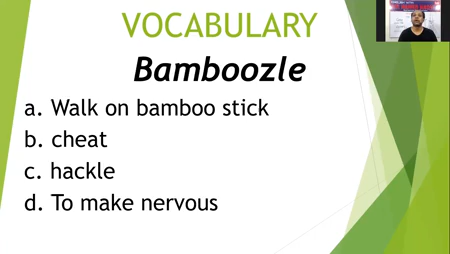 VOCABULARY
Bamboozle
a. Walk on bamboo stick
b. cheat
c. hackle
d. To make nervous